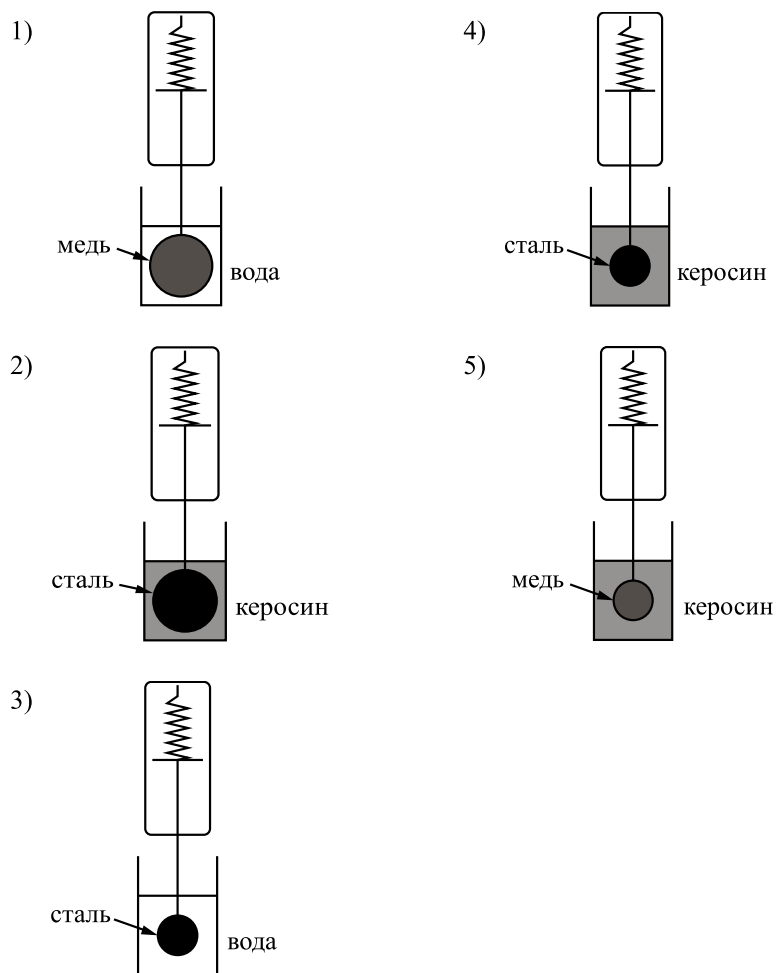 1)
медь
вода
2)
сталь
керосин
3)
сталь
вода
4)
сталь
керосин
5)
медь
керосин